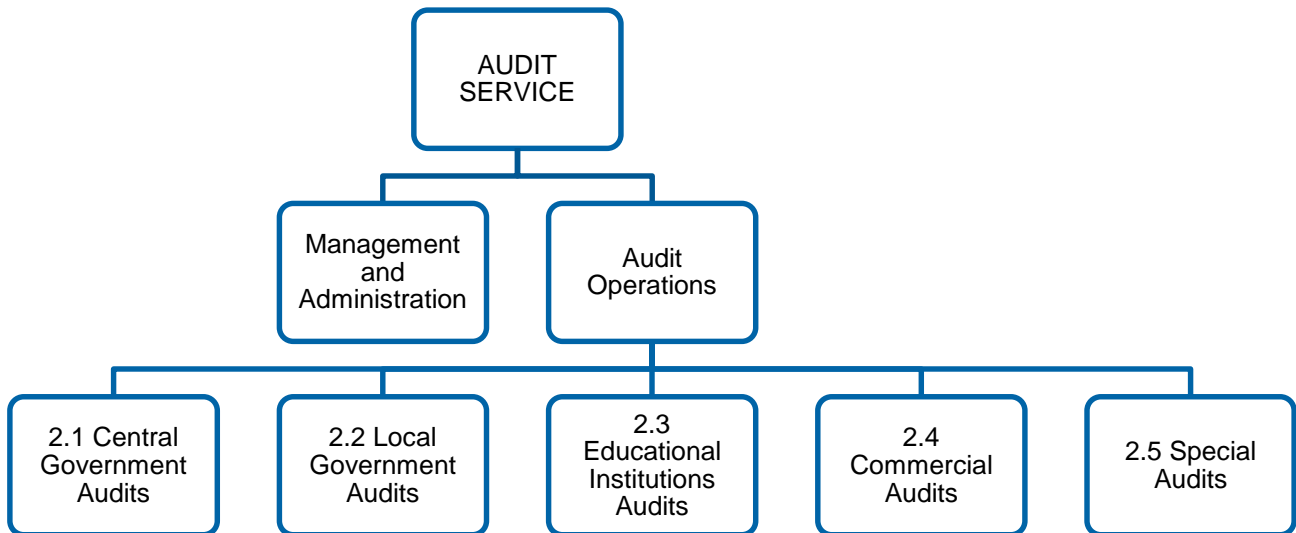 AUDIT
SERVICE
Management
and
Administration
Audit
Operations
2.1 Central
Government
Audits
2.2 Local
Government
Audits
2.3
Educational
Institutions
Audits
2.4
Commercial
Audits
2.5 Special
Audits